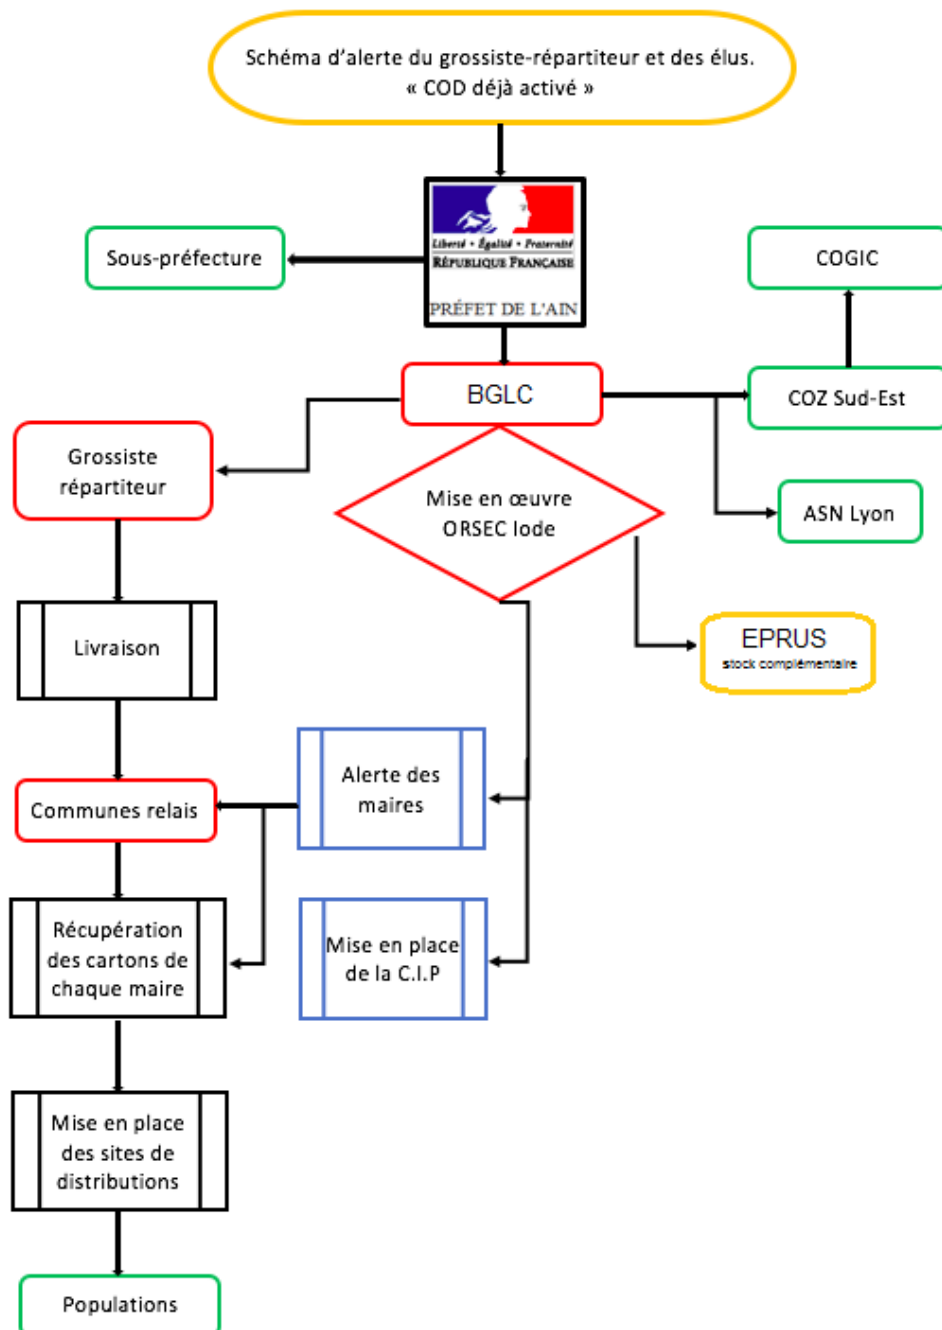 Schéma d'alerte du grossiste-répartiteur et des élus.
« COD déjà activé »
Liberté • Égalité • Fraternité
RÉPUBLIQUE FRANÇAISE
PRÉFET DE L'AIN
Sous-préfecture
COGIC
BGLC
COZ Sud-Est
Grossiste
répartiteur
Mise en œuvre
ORSEC Iode
ASN Lyon
Livraison
EPRUS
stock complémentaire
Alerte des
maires
Communes relais
Récupération
des cartons de
chaque maire
Mise en place
de la C.I.P
Mise en place
des sites de
distributions
Populations